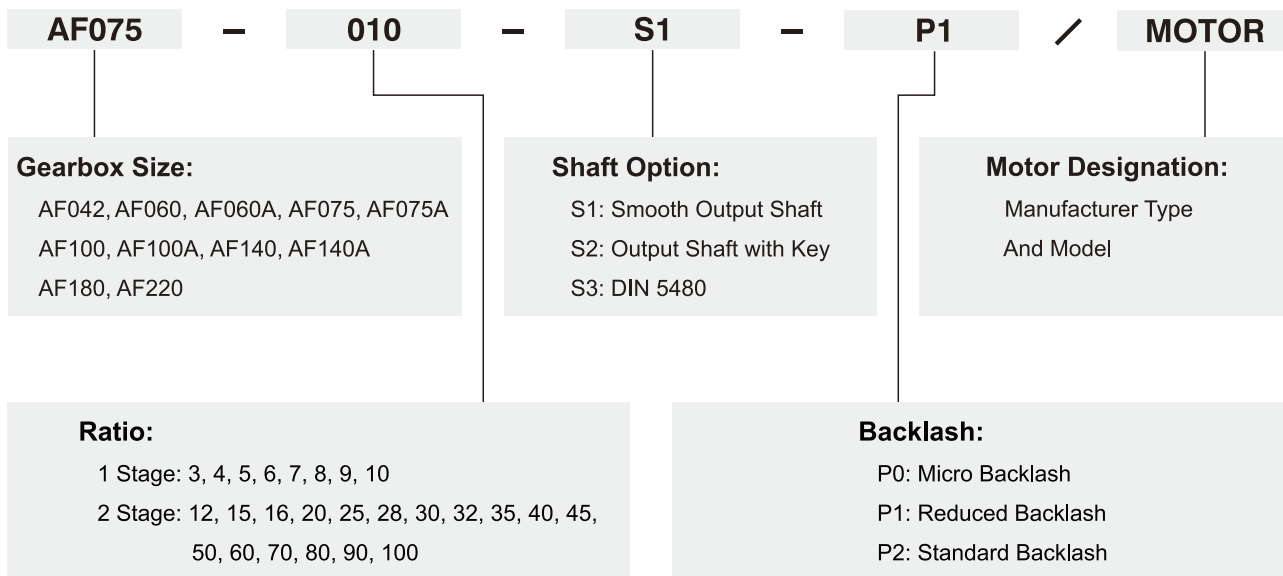 AF075 – 010 – S1 – P1 / MOTOR
Gearbox Size:
AF042, AF060, AF060A, AF075, AF075A
AF100, AF100A, AF140, AF140A
AF180, AF220
Shaft Option:
S1: Smooth Output Shaft
S2: Output Shaft with Key
S3: DIN 5480
Motor Designation:
Manufacturer Type
And Model
Ratio:
1 Stage: 3, 4, 5, 6, 7, 8, 9, 10
2 Stage: 12, 15, 16, 20, 25, 28, 30, 32, 35, 40, 45,
50, 60, 70, 80, 90, 100
Backlash:
P0: Micro Backlash
P1: Reduced Backlash
P2: Standard Backlash